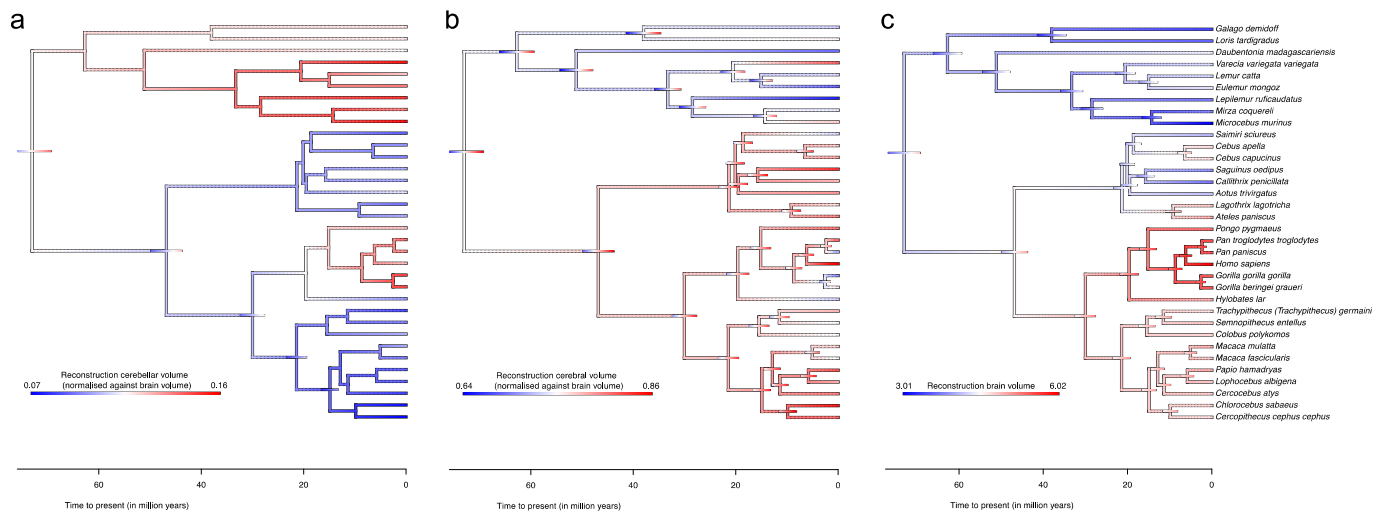 a
Reconstruction cerebellar volume
0.07 (normalised against brain volume) 0.16
60 40 20 0
Time to present (in million years)
b
Reconstruction cerebral volume
0.64 (normalised against brain volume) 0.86
60 40 20 0
Time to present (in million years)
c
Galago demidoff
Loris tardigradus
Daubentonia madagascariensis
Varecia variegata variegata
Lemur catta
Eulemur mongoz
Lepilemur ruficaudatus
Mirza coquereli
Microcebus murinus
Saimiri sciureus
Cebus apella
Cebus capucinus
Saguinus oedipus
Callithrix penicillata
Aotus trivirgatus
Lagothrix lagotricha
Ateles paniscus
Pongo pygmaeus
Pan troglodytes troglodytes
Pan paniscus
Homo sapiens
Gorilla gorilla gorilla
Gorilla beringei graueri
Hylobates lar
Trachypithecus (Trachypithecus) germaini
Semnopithecus entellus
Colobus polykomos
Macaca mulatta
Macaca fascicularis
Papio hamadryas
Lophocebus albigena
Cercocebus atys
Chlorocebus sabaeus
Cercopithecus cephus cephus
3.01 Reconstruction brain volume 6.02
60 40 20 0
Time to present (in million years)